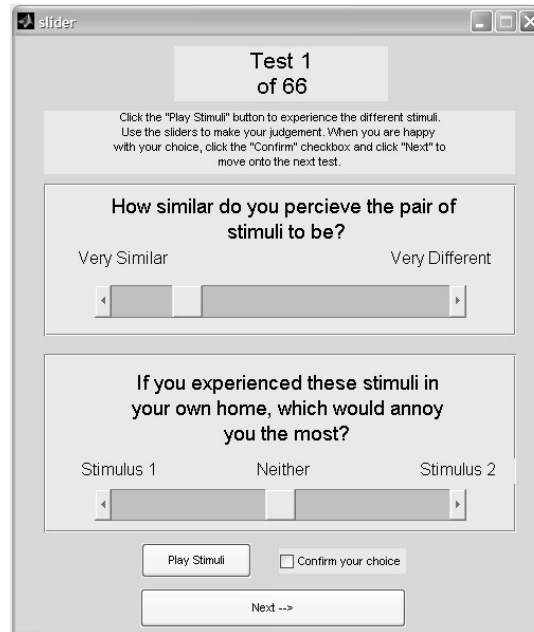 slider
Test 1
of 66
Click the "Play Stimuli" button to experience the different stimuli.
Use the sliders to make your judgement. When you are happy
with your choice, click the "Confirm" checkbox and click "Next" to
move onto the next test.
How similar do you percieve the pair of
stimuli to be?
Very Similar Very Different
If you experienced these stimuli in
your own home, which would annoy
you the most?
Stimulus 1 Neither Stimulus 2
Play Stimuli Confirm your choice
Next -->